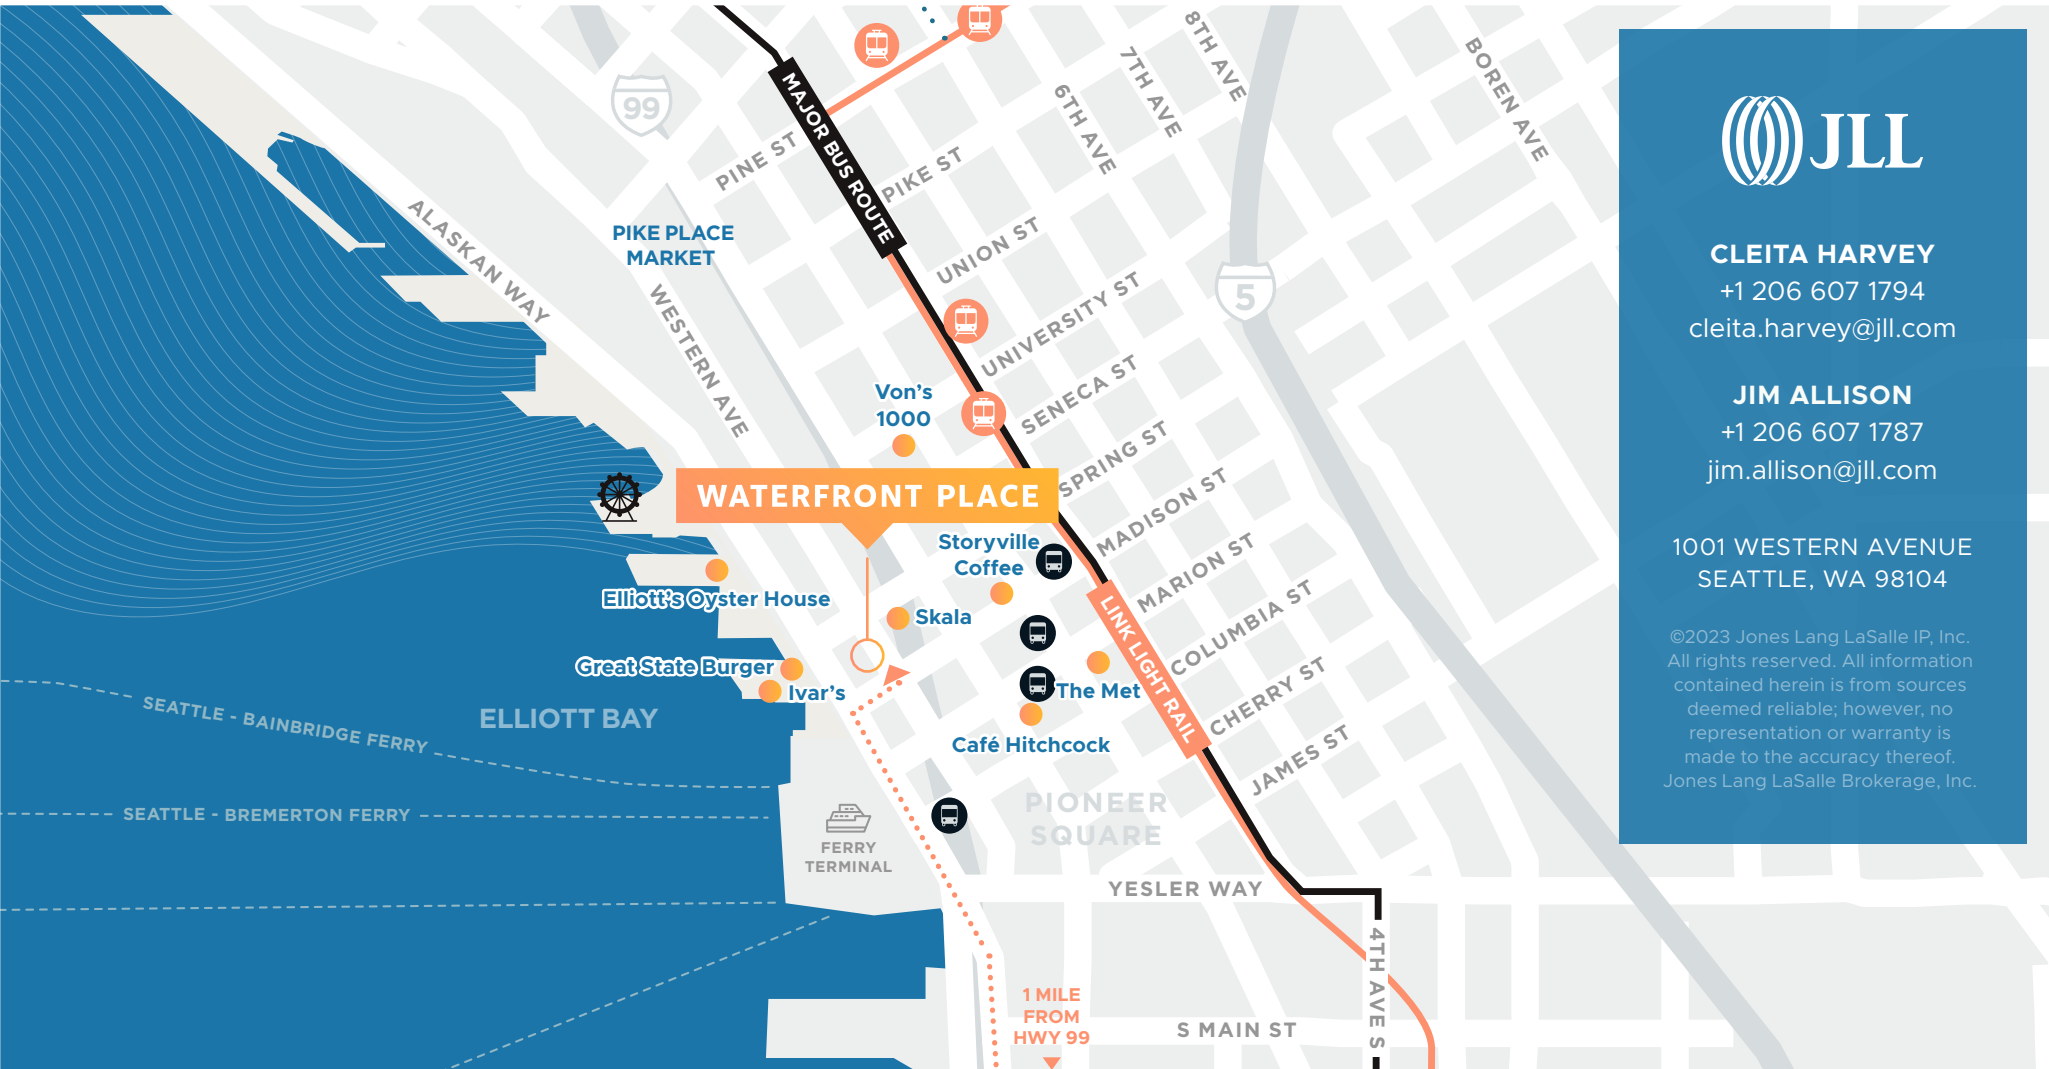 8TH AVE
7TH AVE
6TH AVE
BOREN AVE
99
MAJOR BUS ROUTE
PINE ST
PIKE ST
ALASKAN WAY
PIKE PLACE
MARKET
UNION ST
WESTERN AVE
UNIVERSITY ST
5
SENECA ST
Von's
1000
SPRING ST
WATERFRONT PLACE
MADISON ST
Storyville
Coffee
MARION ST
Elliott's Oyster House
Skala
COLUMBIA ST
LINK LIGHT RAIL
Great State Burger
Ivar's
The Met
CHERRY ST
ELLIOTT BAY
SEATTLE - BAINBRIDGE FERRY
Café Hitchcock
JAMES ST
SEATTLE - BREMERTON FERRY
PIONEER
SQUARE
FERRY
TERMINAL
YESLER WAY
4TH AVE S
1 MILE
FROM
HWY 99
S MAIN ST
JLL
CLEITA HARVEY
+1 206 607 1794
cleita.harvey@jll.com
JIM ALLISON
+1 206 607 1787
jim.allison@jll.com
1001 WESTERN AVENUE
SEATTLE, WA 98104
©2023 Jones Lang LaSalle IP, Inc.
All rights reserved. All information
contained herein is from sources
deemed reliable; however, no
representation or warranty is
made to the accuracy thereof.
Jones Lang LaSalle Brokerage, Inc.